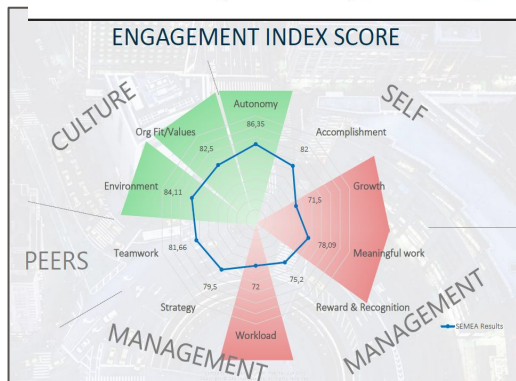 ENGAGEMENT INDEX SCORE
CULTURE
SELF
Autonomy
86,35
Accomplishment
82
Org Fit/Values
82,5
Growth
71,5
Environment
84,11
Meaningful work
78,09
Teamwork
81,66
PEERS
75,2
Reward & Recognition
79,5
72
Strategy
Workload
MANAGEMENT
MANAGEMENT
SEMEA Results